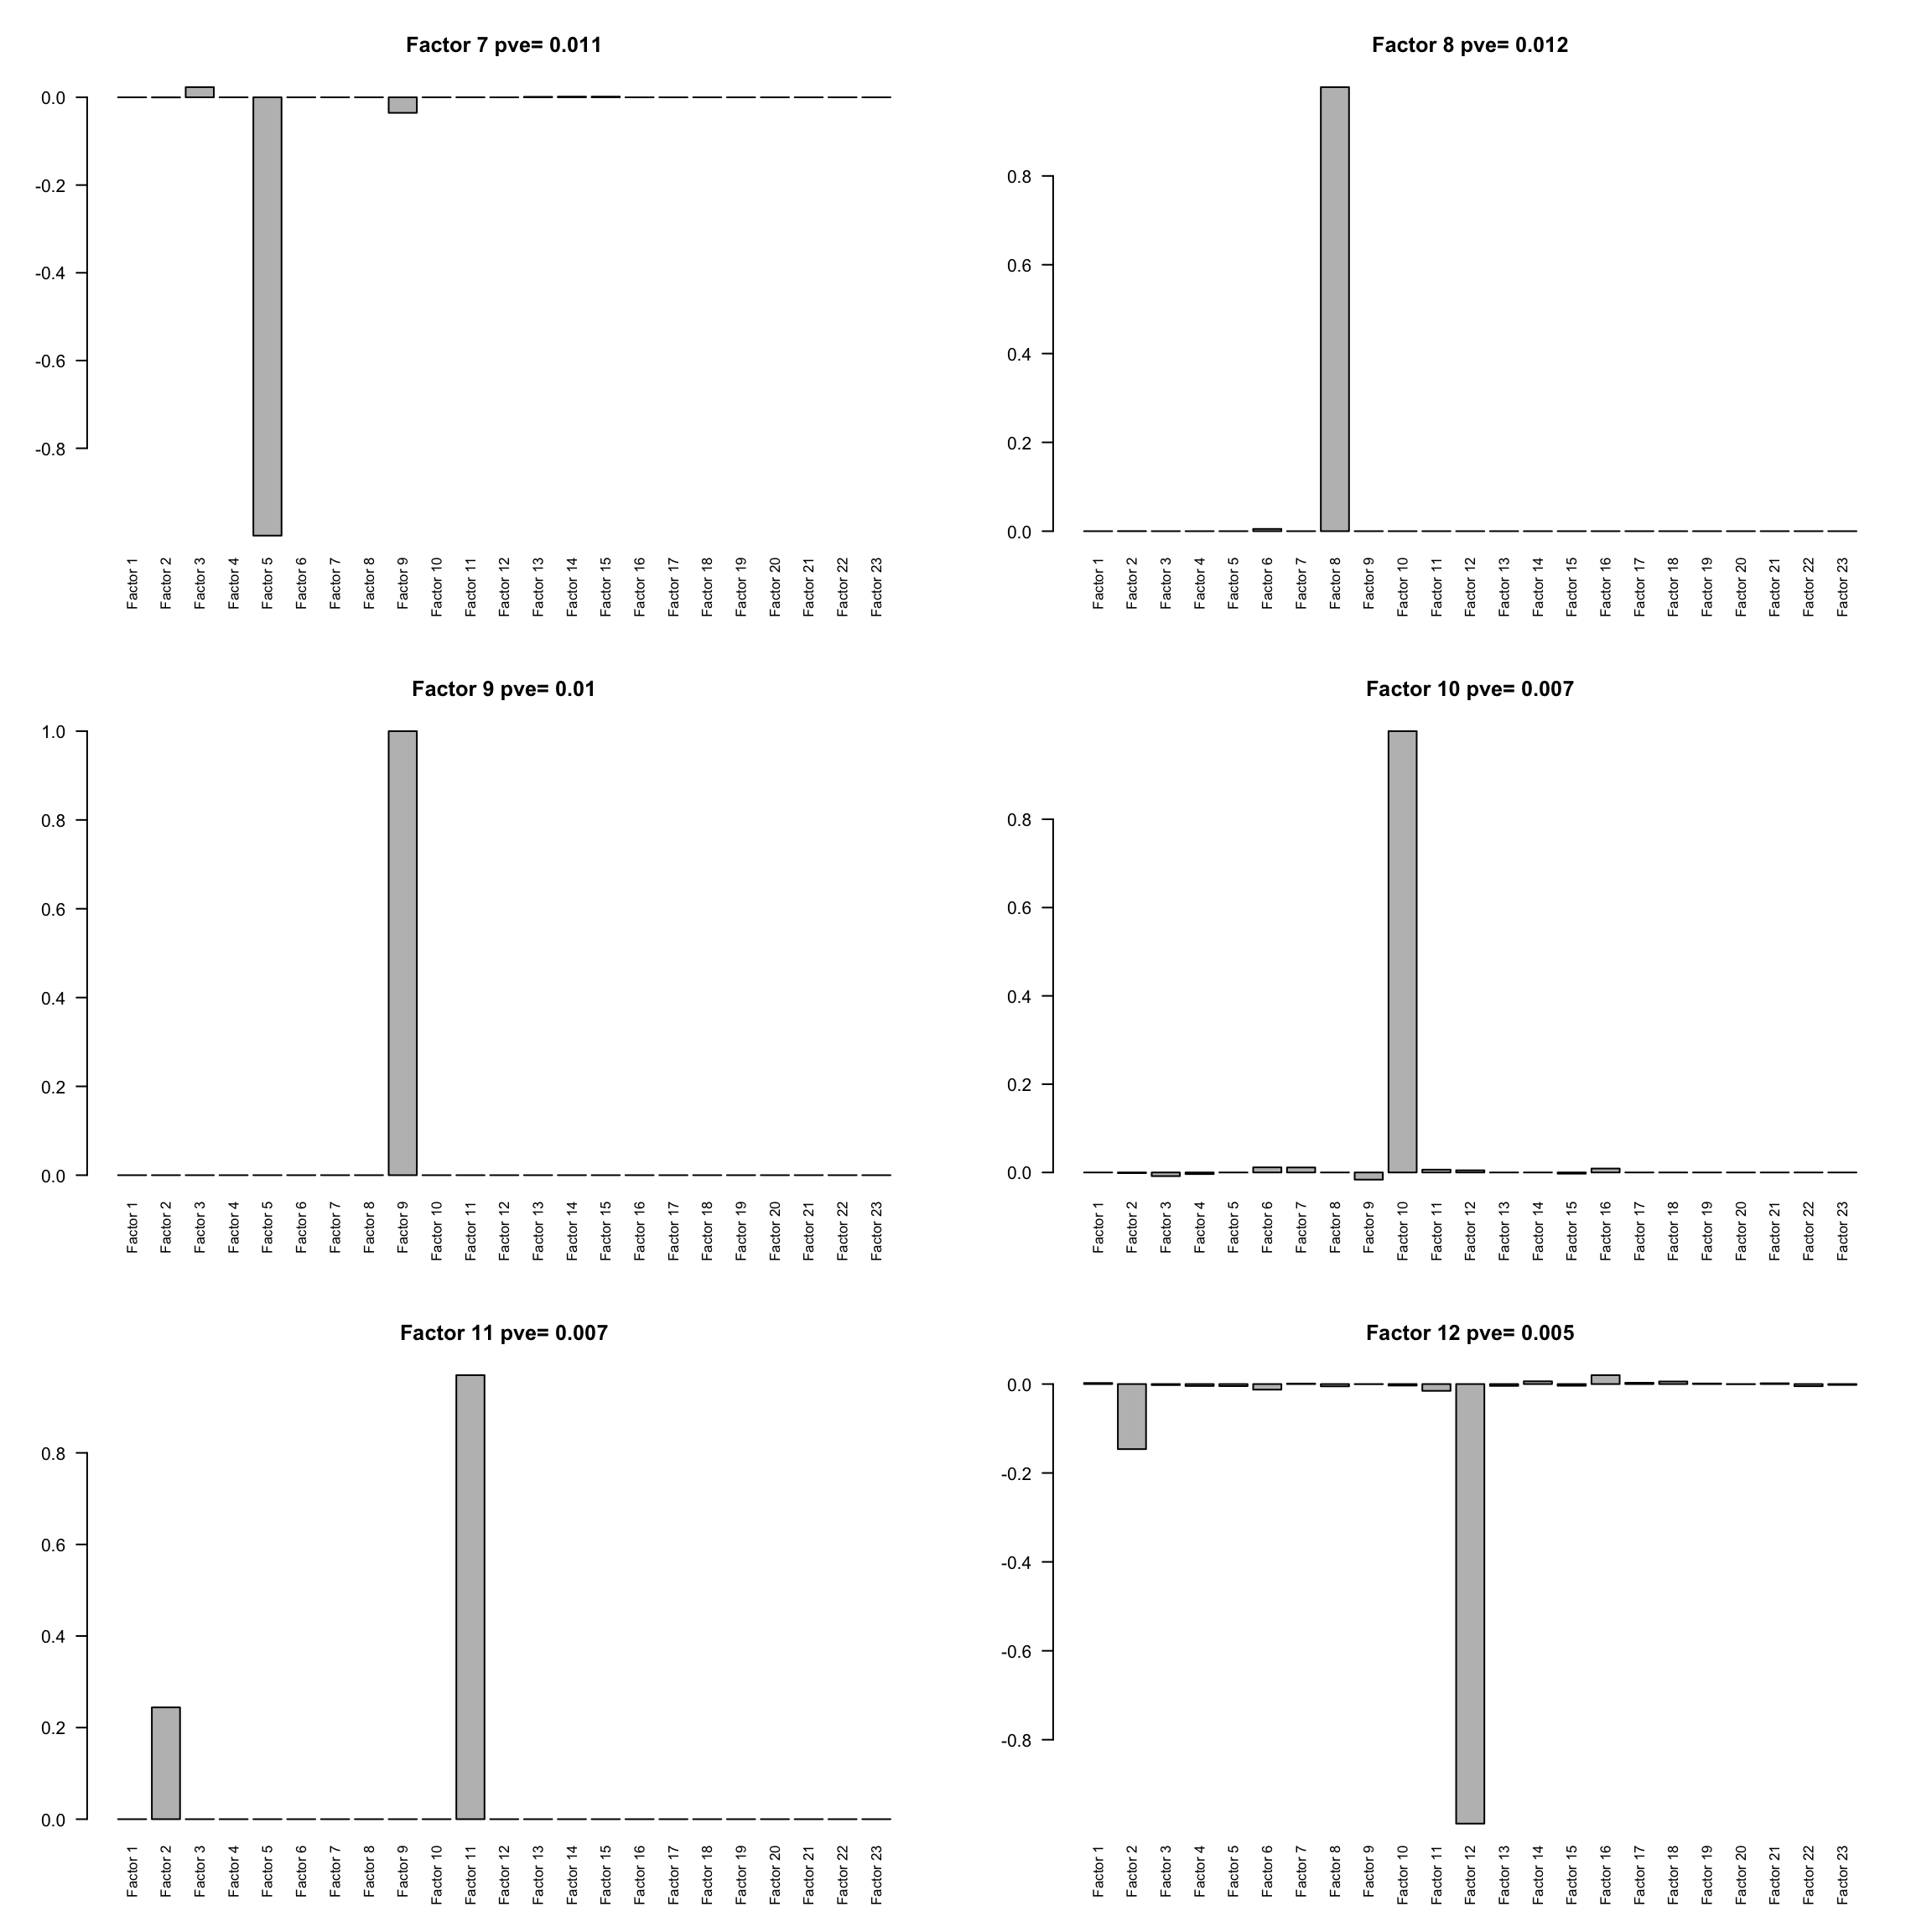 Factor 7 pve= 0.011
0.0
-0.2
-0.4
-0.6
-0.8
Factor 1
Factor 2
Factor 3
Factor 4
Factor 5
Factor 6
Factor 7
Factor 8
Factor 9
Factor 10
Factor 11
Factor 12
Factor 13
Factor 14
Factor 15
Factor 16
Factor 17
Factor 18
Factor 19
Factor 20
Factor 21
Factor 22
Factor 23
Factor 8 pve= 0.012
0.8
0.6
0.4
0.2
0.0
Factor 1
Factor 2
Factor 3
Factor 4
Factor 5
Factor 6
Factor 7
Factor 8
Factor 9
Factor 10
Factor 11
Factor 12
Factor 13
Factor 14
Factor 15
Factor 16
Factor 17
Factor 18
Factor 19
Factor 20
Factor 21
Factor 22
Factor 23
Factor 9 pve= 0.01
1.0
0.8
0.6
0.4
0.2
0.0
Factor 1
Factor 2
Factor 3
Factor 4
Factor 5
Factor 6
Factor 7
Factor 8
Factor 9
Factor 10
Factor 11
Factor 12
Factor 13
Factor 14
Factor 15
Factor 16
Factor 17
Factor 18
Factor 19
Factor 20
Factor 21
Factor 22
Factor 23
Factor 10 pve= 0.007
0.8
0.6
0.4
0.2
0.0
Factor 1
Factor 2
Factor 3
Factor 4
Factor 5
Factor 6
Factor 7
Factor 8
Factor 9
Factor 10
Factor 11
Factor 12
Factor 13
Factor 14
Factor 15
Factor 16
Factor 17
Factor 18
Factor 19
Factor 20
Factor 21
Factor 22
Factor 23
Factor 11 pve= 0.007
0.8
0.6
0.4
0.2
0.0
Factor 1
Factor 2
Factor 3
Factor 4
Factor 5
Factor 6
Factor 7
Factor 8
Factor 9
Factor 10
Factor 11
Factor 12
Factor 13
Factor 14
Factor 15
Factor 16
Factor 17
Factor 18
Factor 19
Factor 20
Factor 21
Factor 22
Factor 23
Factor 12 pve= 0.005
0.0
-0.2
-0.4
-0.6
-0.8
Factor 1
Factor 2
Factor 3
Factor 4
Factor 5
Factor 6
Factor 7
Factor 8
Factor 9
Factor 10
Factor 11
Factor 12
Factor 13
Factor 14
Factor 15
Factor 16
Factor 17
Factor 18
Factor 19
Factor 20
Factor 21
Factor 22
Factor 23